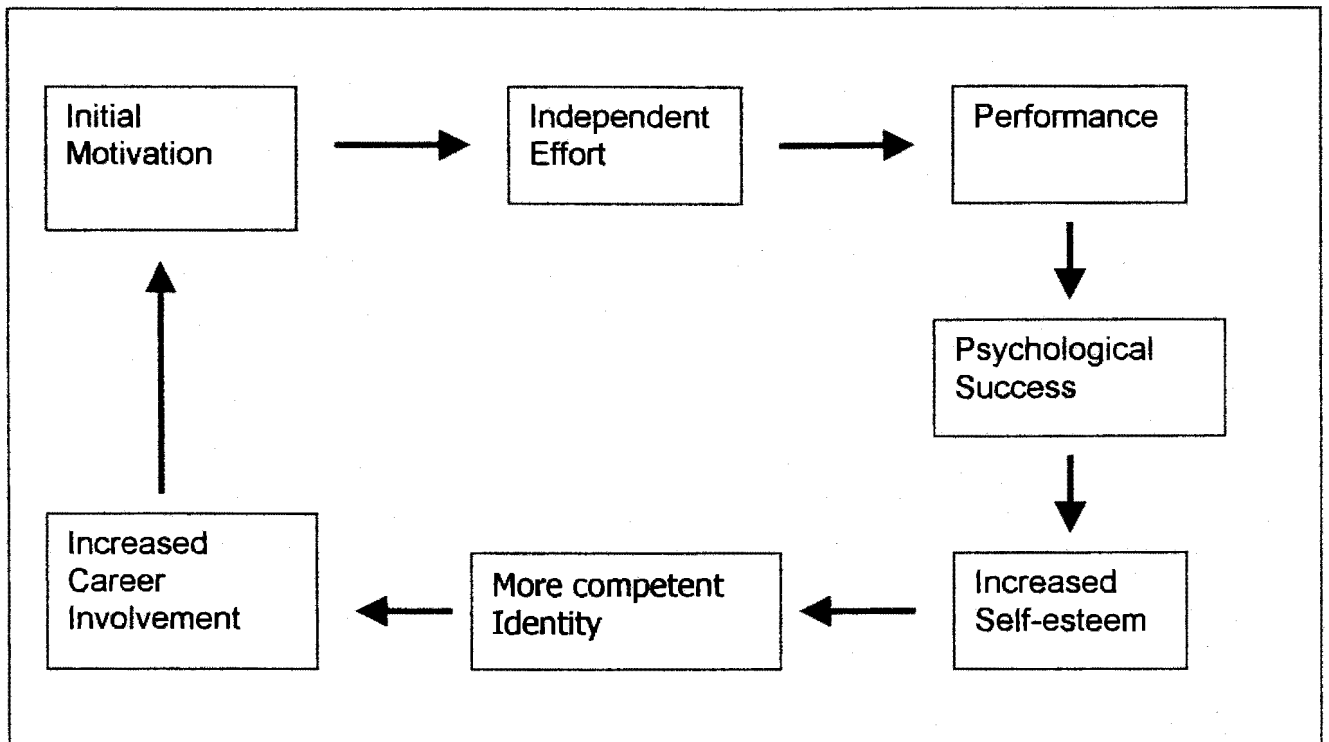 Initial
Motivation
Independent
Effort
Performance
Psychological
Success
Increased
Self-esteem
More competent
Identity
Increased
Career
Involvement